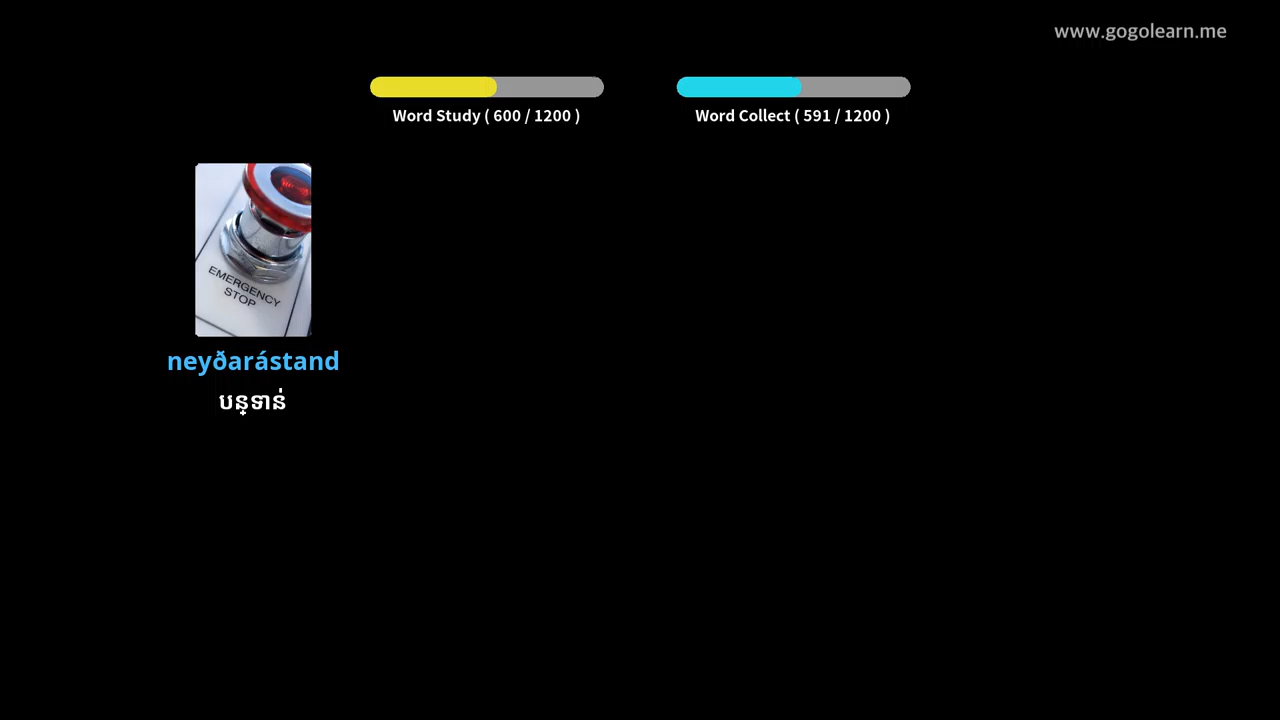 www.gogolearn.me
Word Study ( 600 / 1200 )
Word Collect ( 591 / 1200 )
EMERGENCY
STOP
neyðarástand
បន្ទាន់